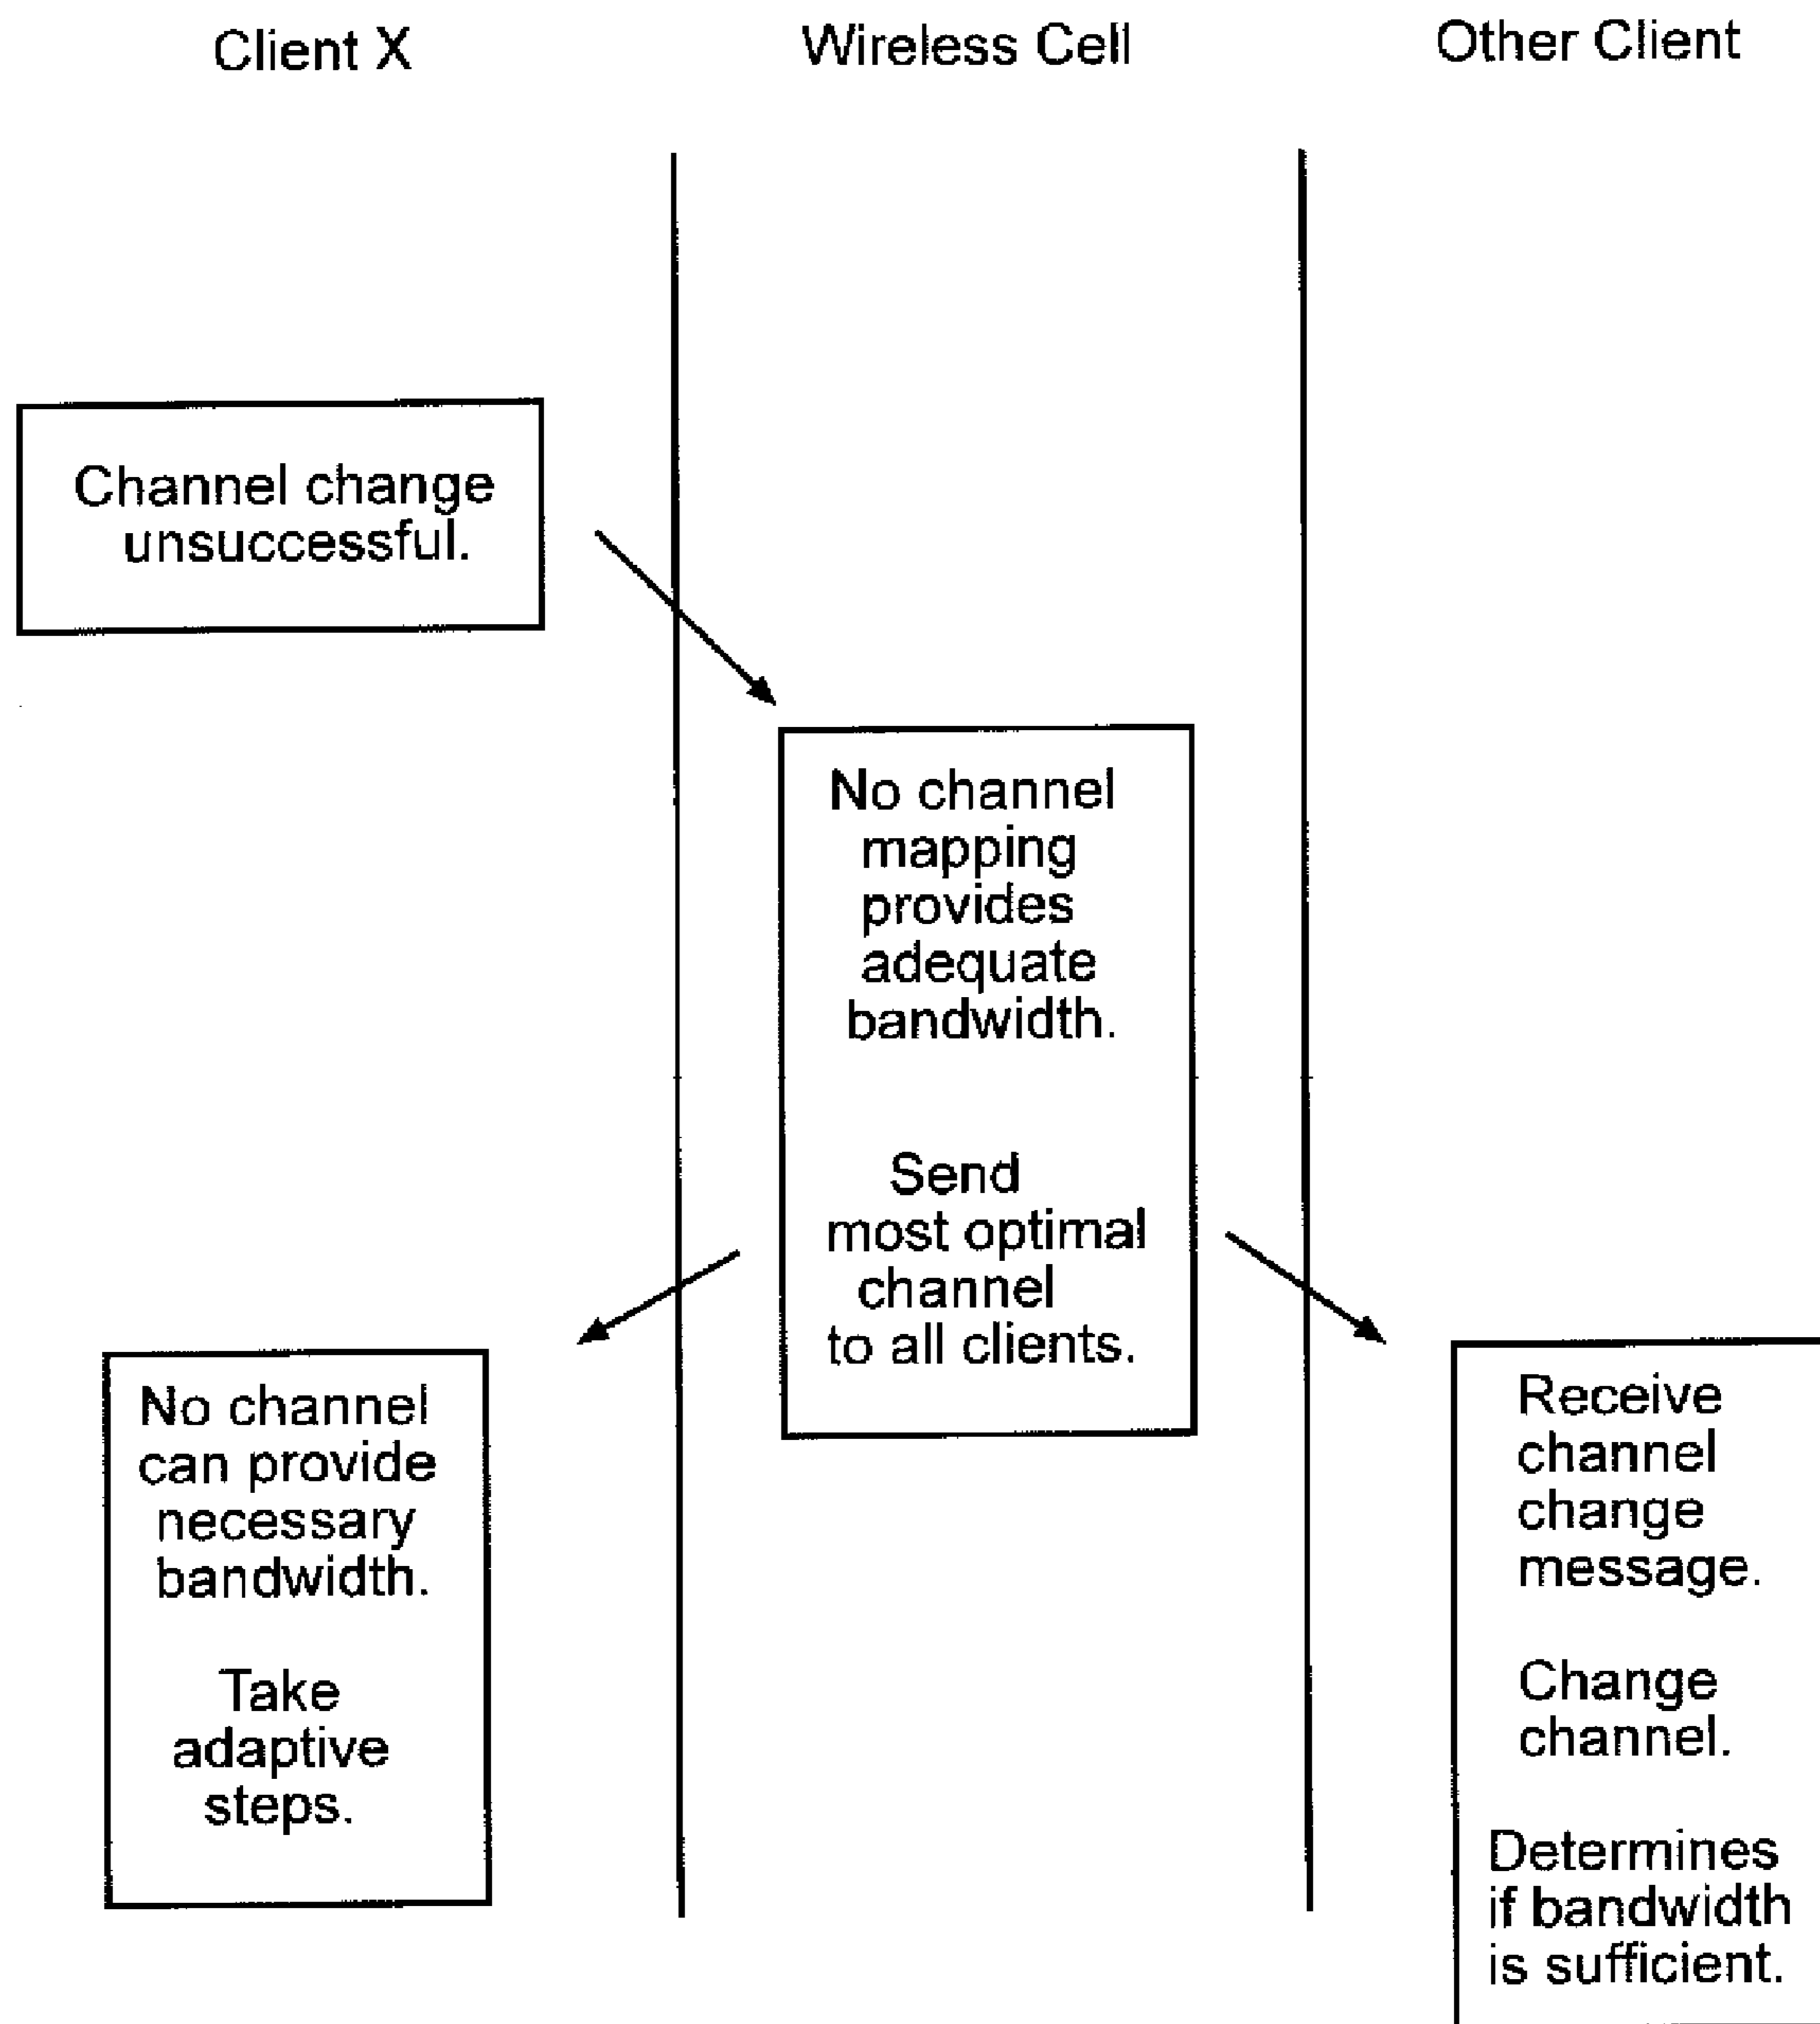 Client X
Wireless Cell
Other Client
Channel change
unsuccessful.
No channel
mapping
provides
adequate
bandwidth.
Send
most optimal
channel
to all clients.
No channel
can provide
necessary
bandwidth.
Take
adaptive
steps.
Receive
channel
change
message.
Change
channel.
Determines
if bandwidth
is sufficient.